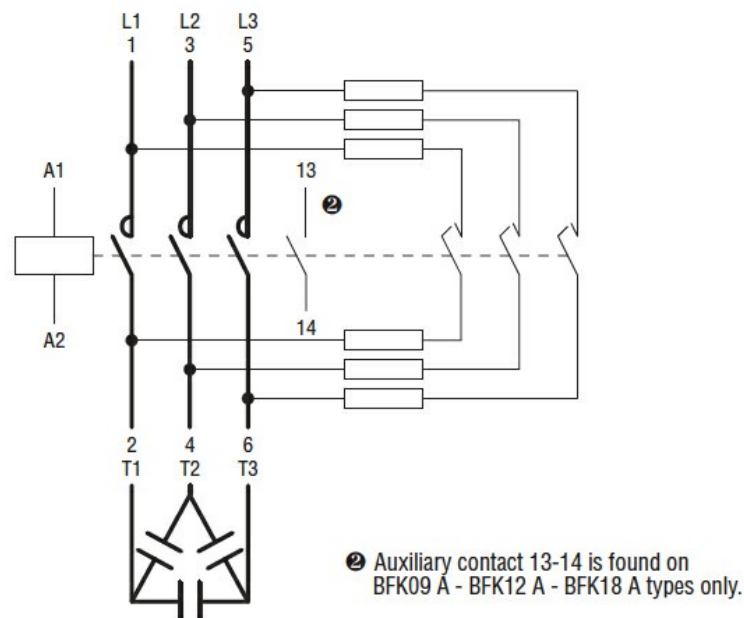 L1 L2 L3
1 3 5
A1
13
❷
A2
14
2 4 6
T1 T2 T3
❷ Auxiliary contact 13-14 is found on
BFK09 A - BFK12 A - BFK18 A types only.